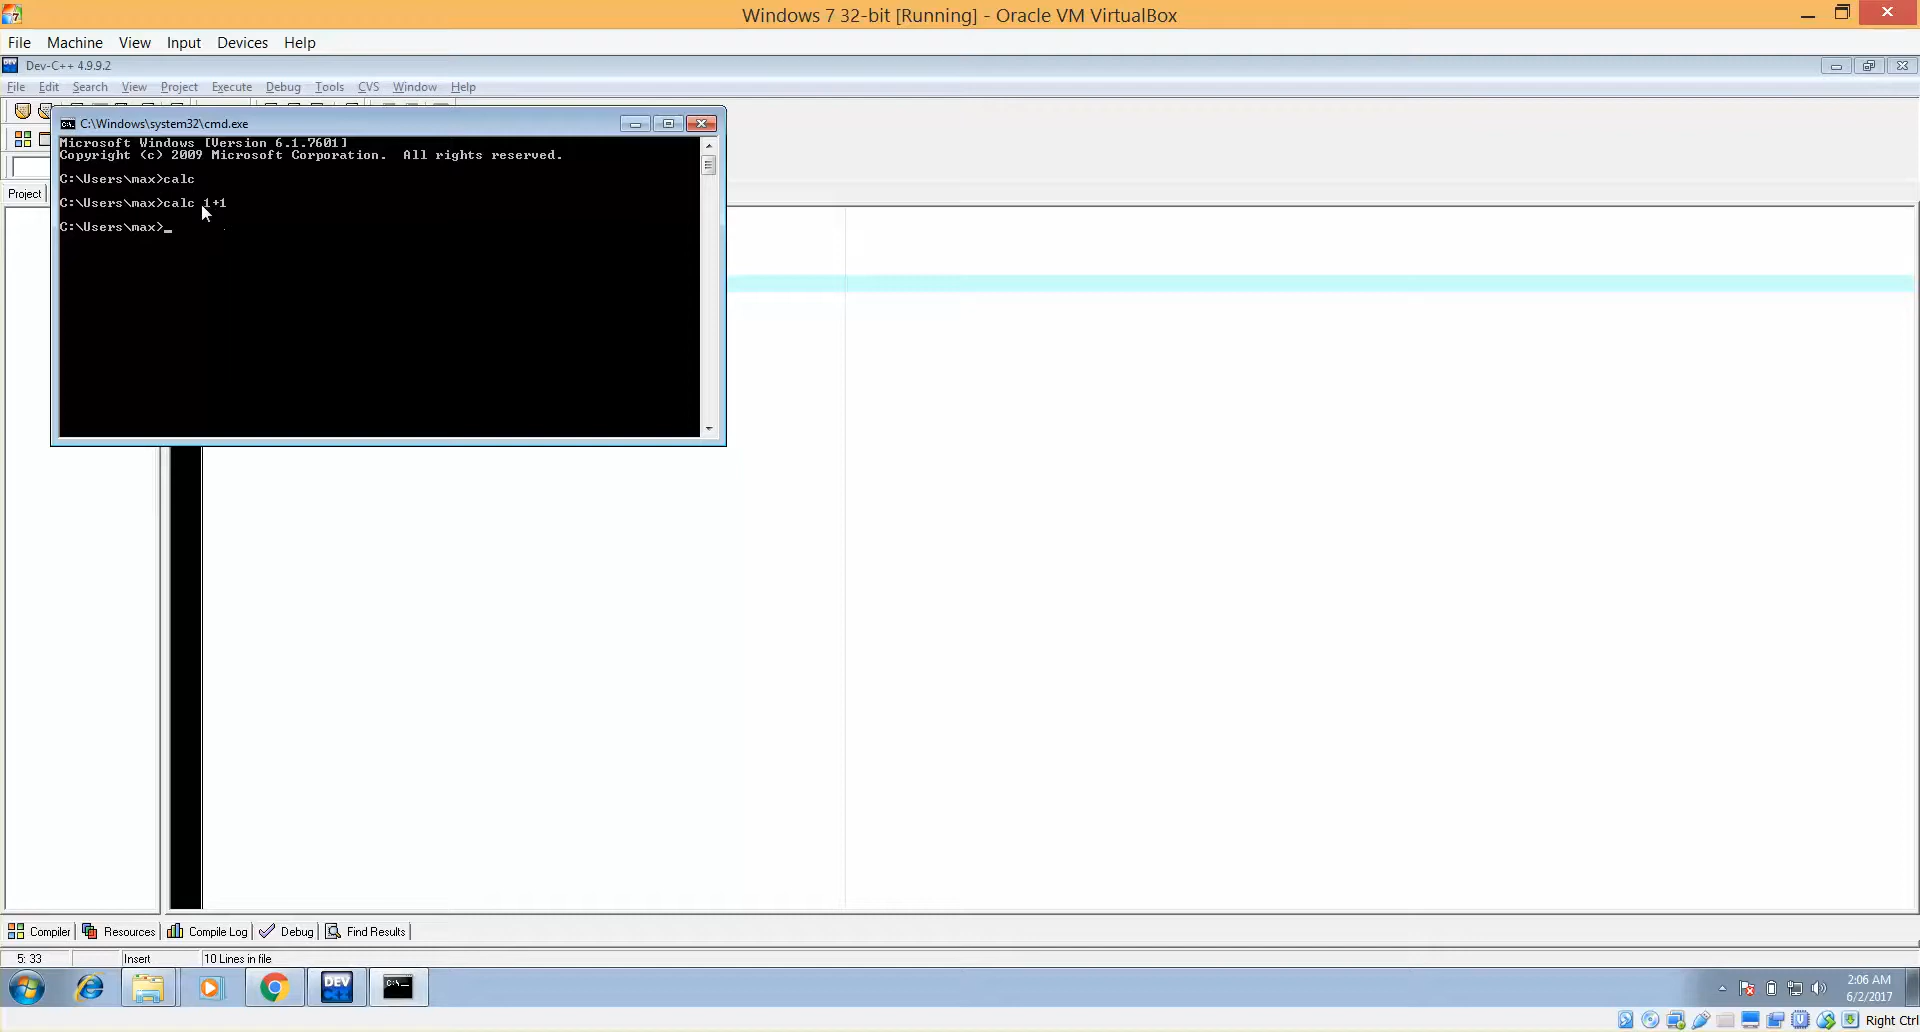 Windows 7 32-bit [Running] - Oracle VM VirtualBox
File Machine View Input Devices Help
Dev-C++ 4.9.9.2
File Edit Search View Project Execute Debug Tools CVS Window Help
C:\Windows\system32\cmd.exe
Microsoft Windows [Version 6.1.7601]
Copyright (c) 2009 Microsoft Corporation. All rights reserved.
C:\Users\max>calc
Project
C:\Users\max>calc 1+1
C:\Users\max>_
Compiler Resources Compile Log Debug Find Results
5: 33 Insert 10 Lines in file
DEV
C:\_
2:06 AM
6/2/2017
Right Ctrl